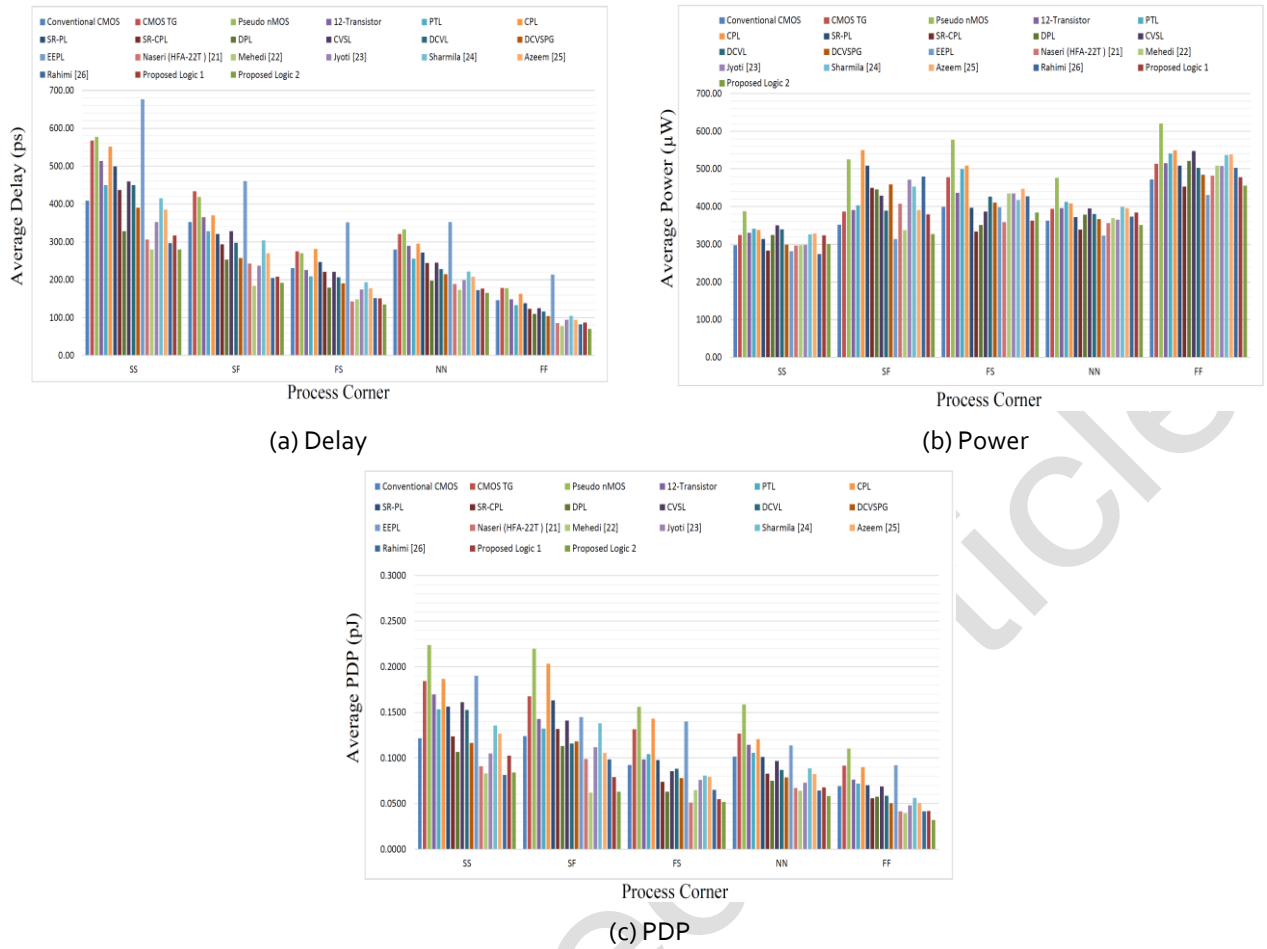 Conventional CMOS CMOS TG Pseudo nMOS 12-Transistor PTL CPL
SR-PL SR-CPL DPL CVSL DCVL DCVSPG
EEPL Naseri (HFA-22T ) [21] Mehedi [22] Jyoti [23] Sharmila [24] Azeem [25]
Rahimi [26] Proposed Logic 1 Proposed Logic 2
Average Delay (ps)
700.00
600.00
500.00
400.00
300.00
200.00
100.00
0.00
SS SF FS NN FF
Process Corner
(a) Delay
Conventional CMOS CMOS TG Pseudo nMOS 12-Transistor PTL
CPL SR-PL SR-CPL DPL CVSL
DCVL DCVSPG EEPL Naseri (HFA-22T ) [21] Mehedi [22]
Jyoti [23] Sharmila [24] Azeem [25] Rahimi [26] Proposed Logic 1
Proposed Logic 2
Average Power (µW)
700.00
600.00
500.00
400.00
300.00
200.00
100.00
0.00
SS SF FS NN FF
Process Corner
(b) Power
Conventional CMOS CMOS TG Pseudo nMOS 12-Transistor PTL CPL
SR-PL SR-CPL DPL CVSL DCVL DCVSPG
EEPL Naseri (HFA-22T ) [21] Mehedi [22] Jyoti [23] Sharmila [24] Azeem [25]
Rahimi [26] Proposed Logic 1 Proposed Logic 2
Average PDP (pJ)
0.3000
0.2500
0.2000
0.1500
0.1000
0.0500
0.0000
SS SF FS NN FF
Process Corner
(c) PDP